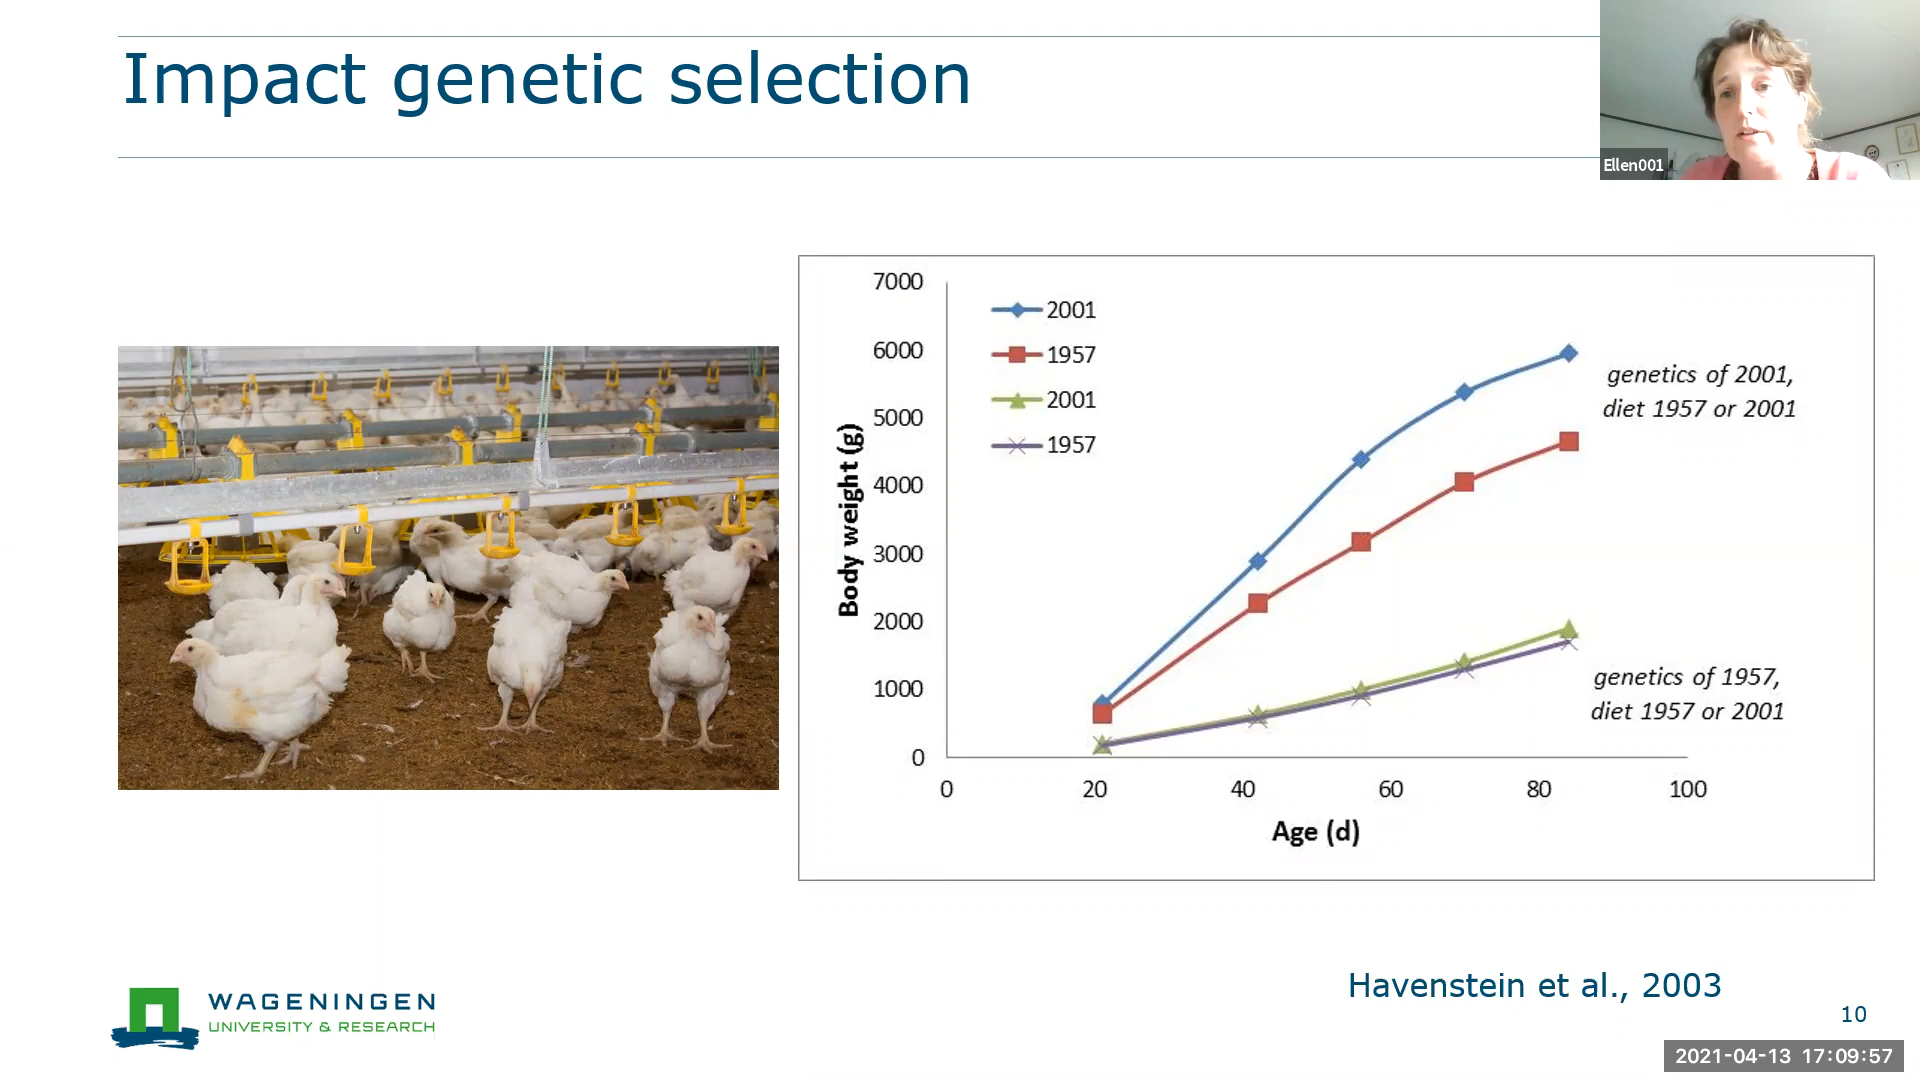 Impact genetic selection
Ellen001
7000
6000
5000
4000
3000
2000
1000
0
Body weight (g)
2001
1957
2001
1957
genetics of 2001,
diet 1957 or 2001
genetics of 1957,
diet 1957 or 2001
0 20 40 60 80 100
Age (d)
Havenstein et al., 2003
WAGENINGEN
UNIVERSITY & RESEARCH
10
2021-04-13 17:09:57